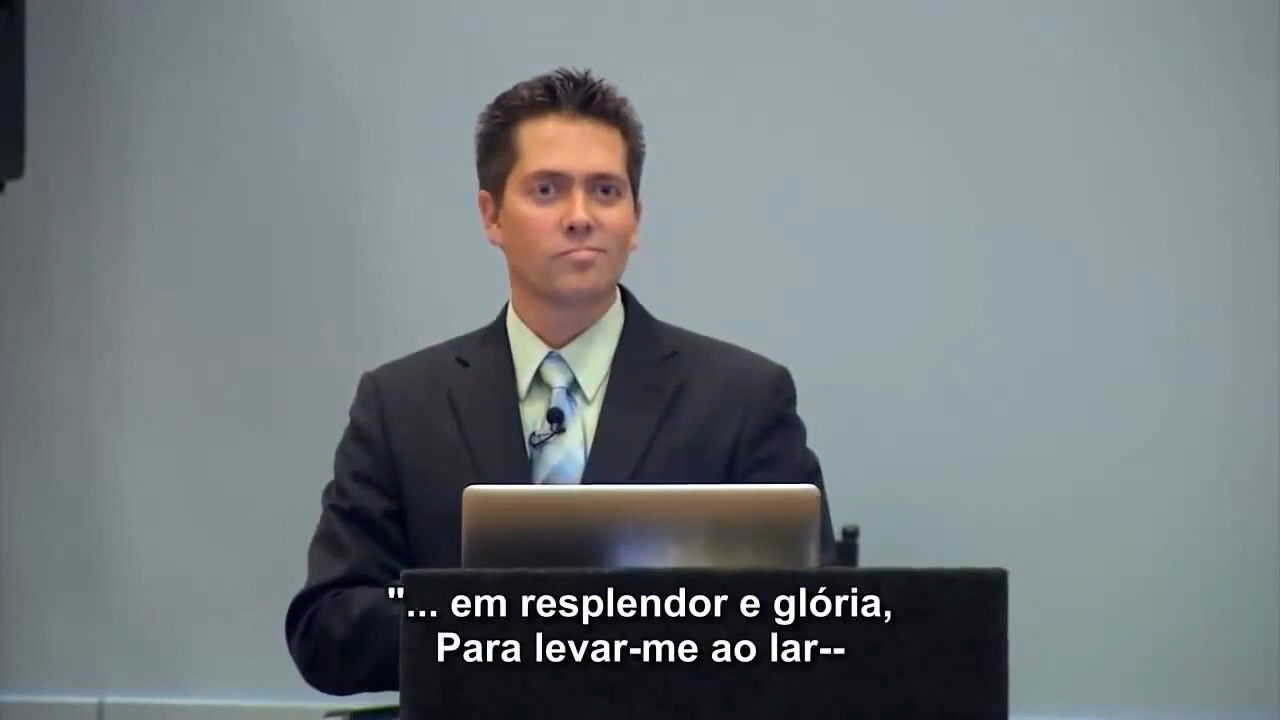 "... em resplendor e glória,
Para levar-me ao lar--